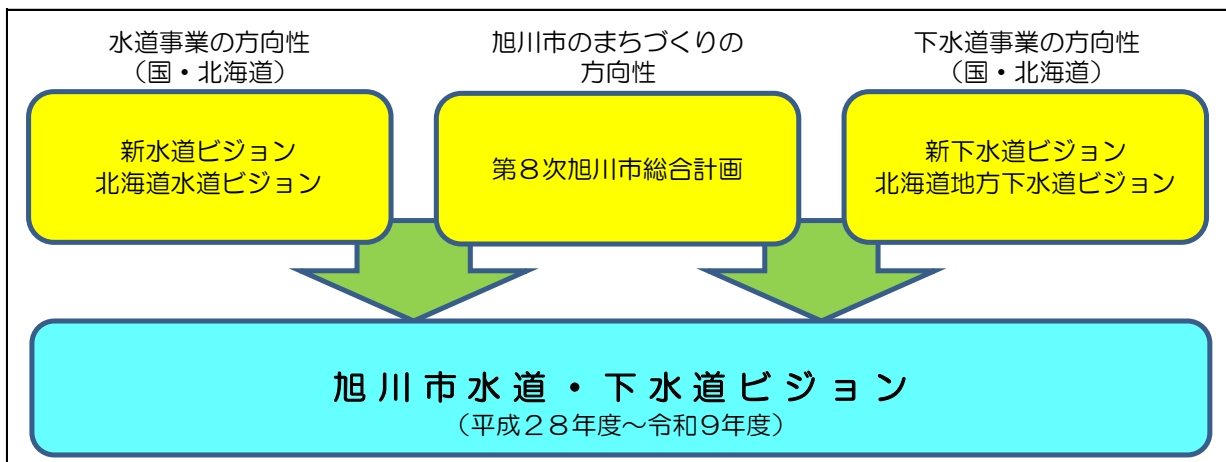 水道事業の方向性
（国・北海道）
新水道ビジョン
北海道水道ビジョン
旭川市のまちづくりの
方向性
第８次旭川市総合計画
下水道事業の方向性
（国・北海道）
新下水道ビジョン
北海道地方下水道ビジョン
旭川市水道・下水道ビジョン
（平成２８年度～令和９年度）